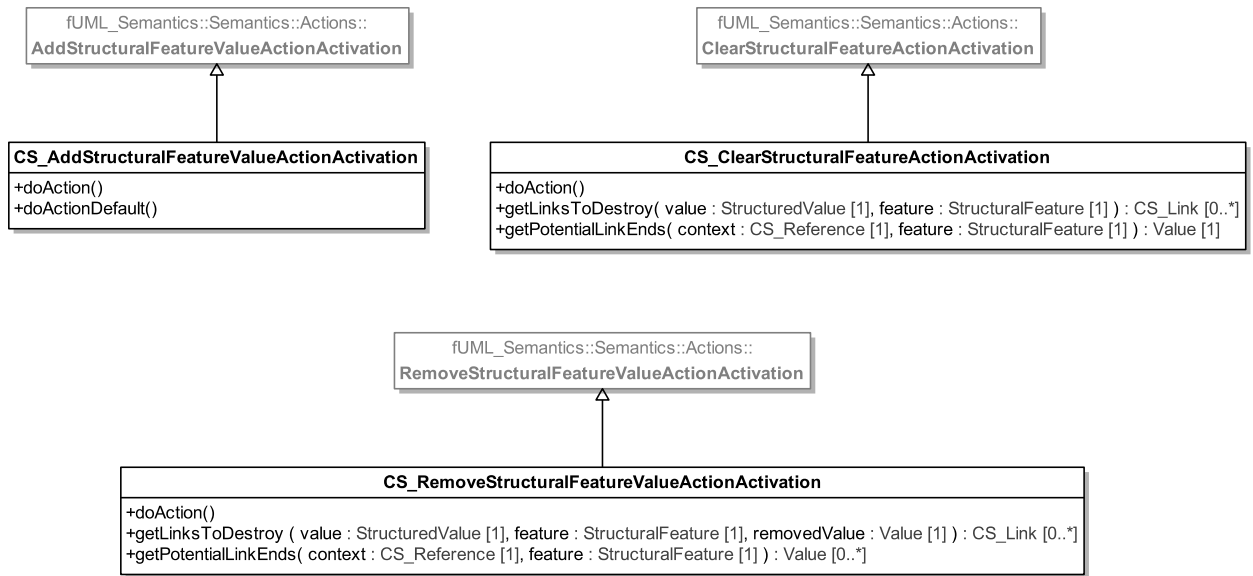 fUML_Semantics::Semantics::Actions::
AddStructuralFeatureValueActionActivation
CS_AddStructuralFeatureValueActionActivation
+doAction()
+doActionDefault()
fUML_Semantics::Semantics::Actions::
ClearStructuralFeatureActionActivation
CS_ClearStructuralFeatureActionActivation
+doAction()
+getLinksToDestroy( value : StructuredValue [1], feature : StructuralFeature [1] ) : CS_Link [0..*]
+getPotentialLinkEnds( context : CS_Reference [1], feature : StructuralFeature [1] ) : Value [1]
fUML_Semantics::Semantics::Actions::
RemoveStructuralFeatureValueActionActivation
CS_RemoveStructuralFeatureValueActionActivation
+doAction()
+getLinksToDestroy ( value : StructuredValue [1], feature : StructuralFeature [1], removedValue : Value [1] ) : CS_Link [0..*]
+getPotentialLinkEnds( context : CS_Reference [1], feature : StructuralFeature [1] ) : Value [0..*]